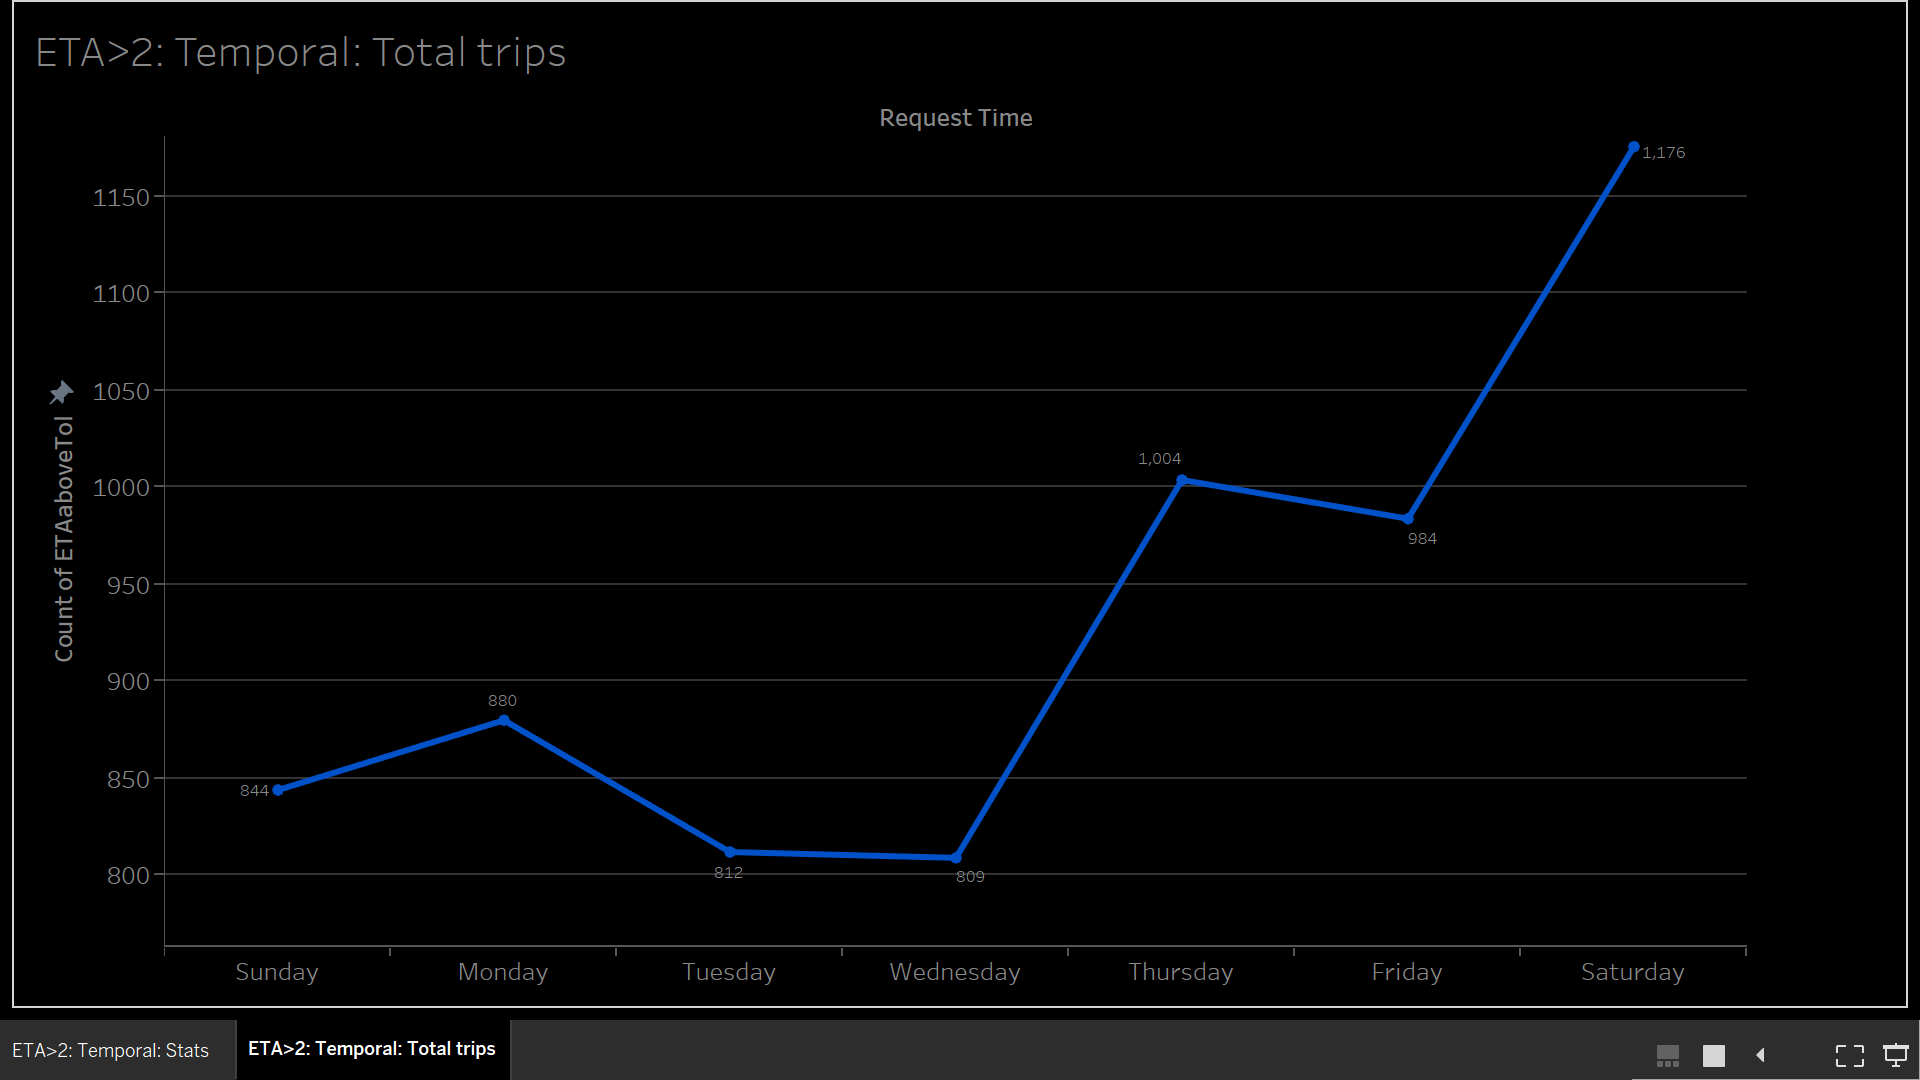 ETA>2: Temporal: Total trips
Request Time
1150
1100
1050
1000
950
900
850
800
Count of ETAaboveTol
844
880
812
809
1,004
984
1,176
Sunday
Monday
Tuesday
Wednesday
Thursday
Friday
Saturday
ETA>2: Temporal: Stats
ETA>2: Temporal: Total trips